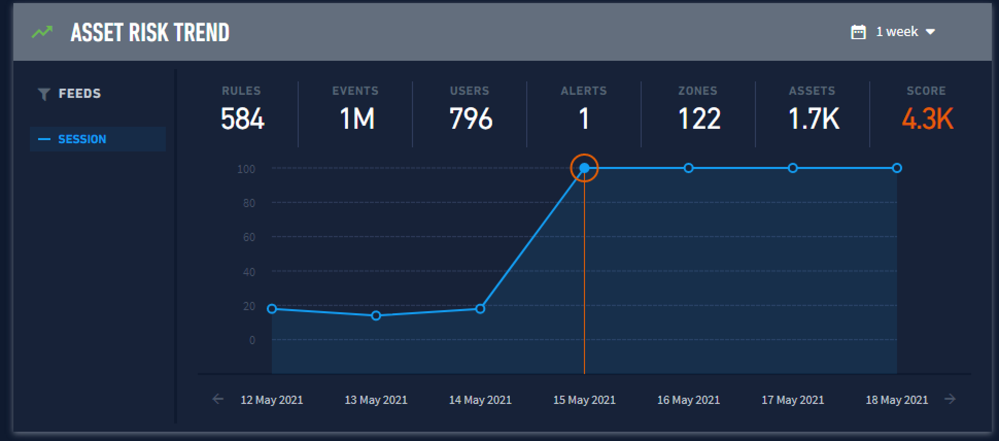 ASSET RISK TREND
1 week
FEEDS
SESSION
RULES EVENTS USERS ALERTS ZONES ASSETS SCORE
584 1M 796 1 122 1.7K 4.3K
100
80
60
40
20
0
12 May 2021 13 May 2021 14 May 2021 15 May 2021 16 May 2021 17 May 2021 18 May 2021